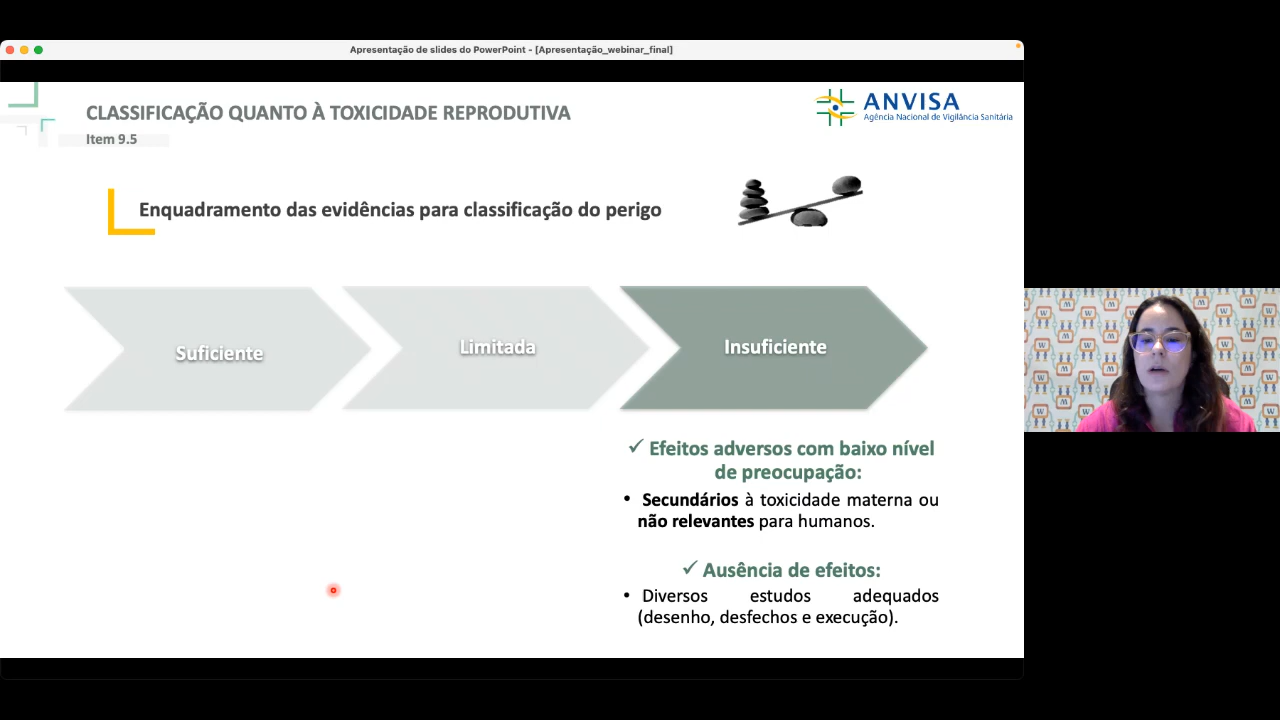 Apresentação de slides do PowerPoint - [Apresentação_webinar_final]
CLASSIFICAÇÃO QUANTO À TOXICIDADE REPRODUTIVA
Item 9.5
ANVISA
Agência Nacional de Vigilância Sanitária
Enquadramento das evidências para classificação do perigo
Suficiente
Limitada
Insuficiente
✓ Efeitos adversos com baixo nível
de preocupação:
• Secundários à toxicidade materna ou
não relevantes para humanos.
✓ Ausência de efeitos:
• Diversos estudos adequados
(desenho, desfechos e execução).